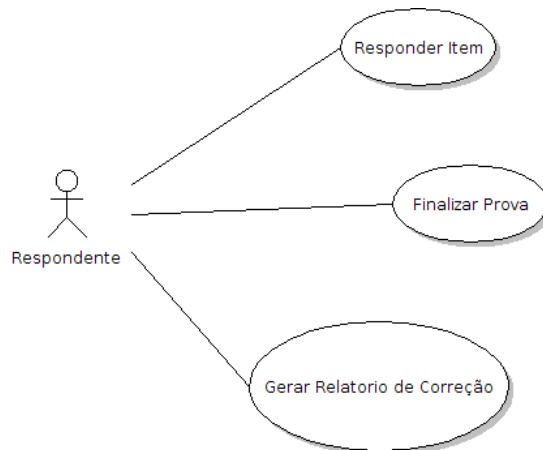 Responder Item
Finalizar Prova
Respondente
Gerar Relatorio de Correção